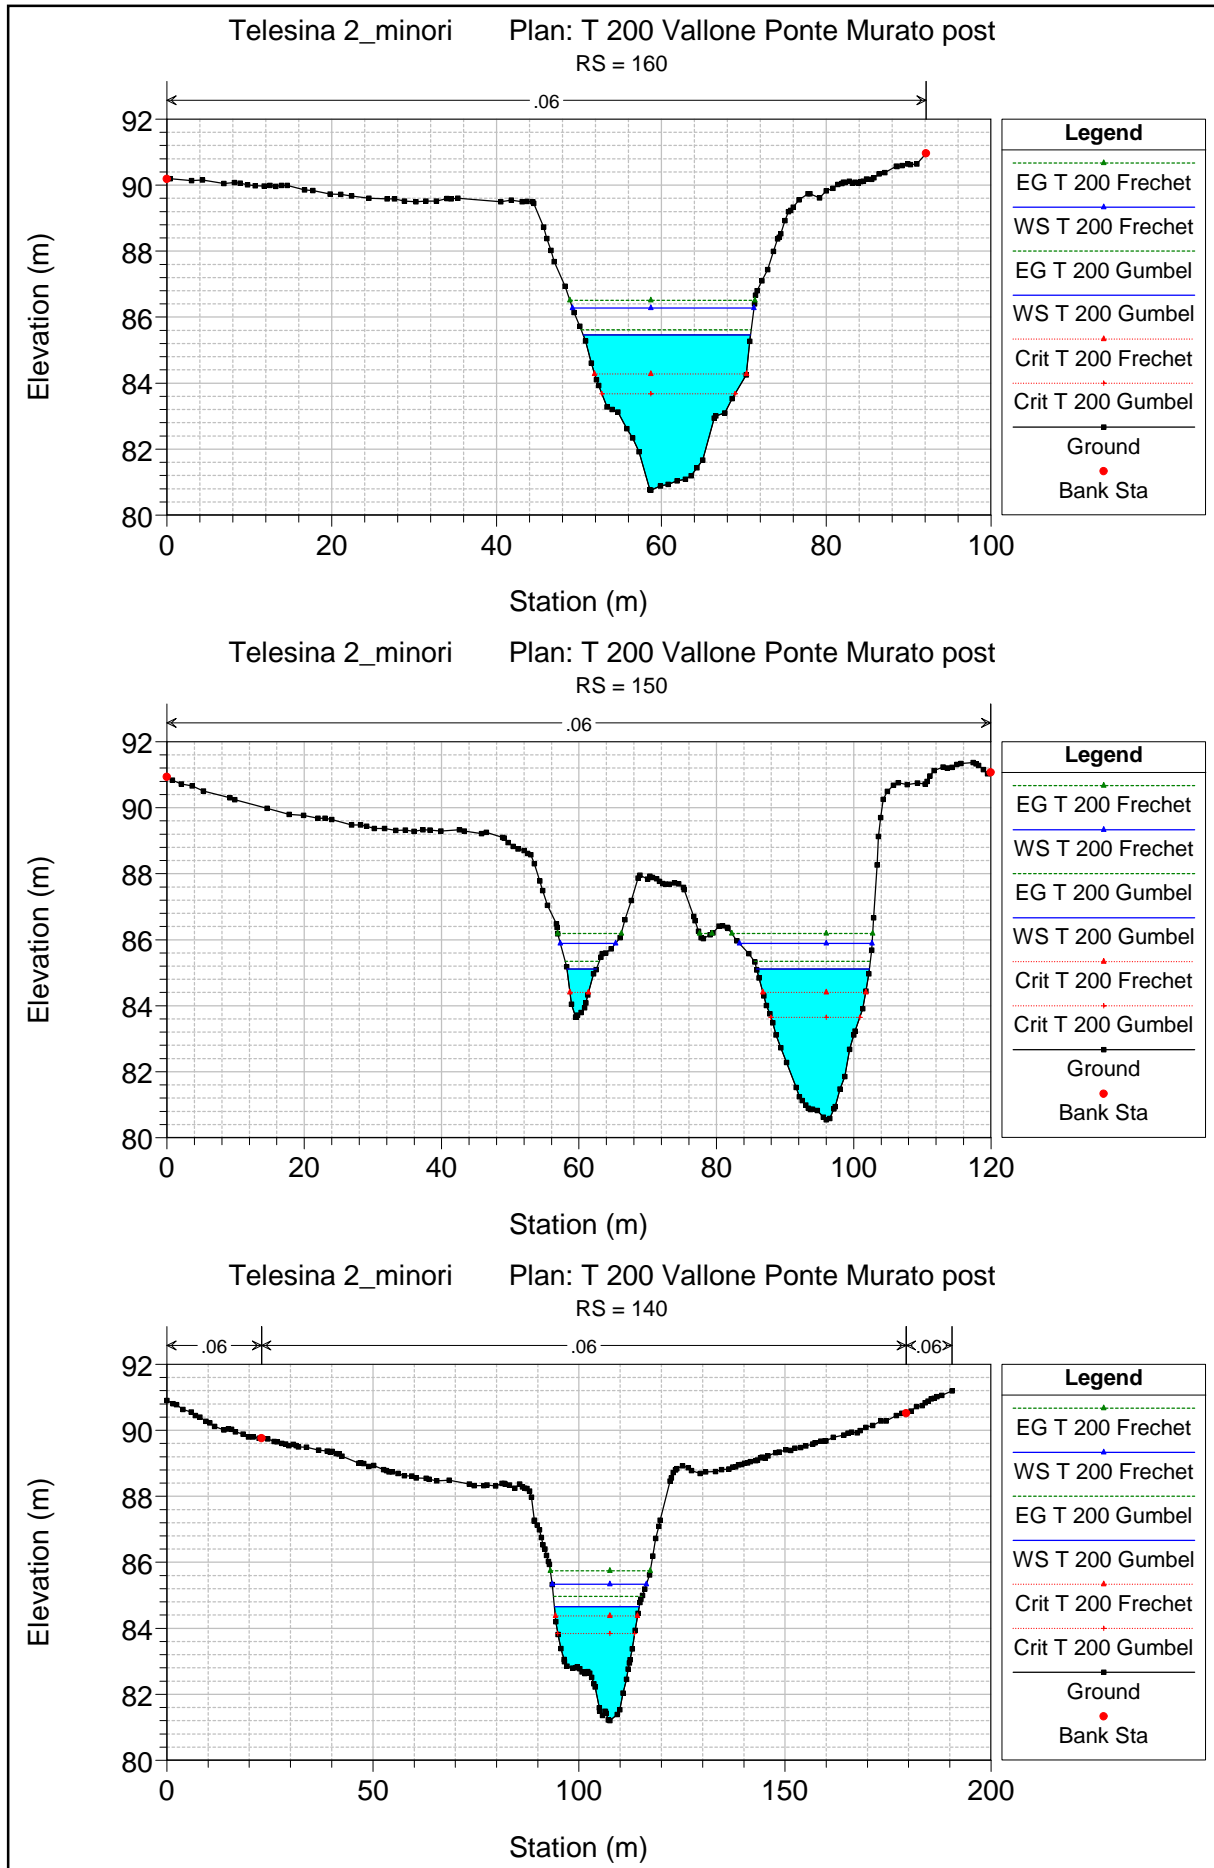 Telesina 2_minori Plan: T 200 Vallone Ponte Murato post
RS = 160
.06
92
90
88
86
84
82
80
0 20 40 60 80 100
Elevation (m)
Station (m)
Legend
EG T 200 Frechet
WS T 200 Frechet
EG T 200 Gumbel
WS T 200 Gumbel
Crit T 200 Frechet
Crit T 200 Gumbel
Ground
Bank Sta
Telesina 2_minori Plan: T 200 Vallone Ponte Murato post
RS = 150
.06
92
90
88
86
84
82
80
0 20 40 60 80 100 120
Elevation (m)
Station (m)
Legend
EG T 200 Frechet
WS T 200 Frechet
EG T 200 Gumbel
WS T 200 Gumbel
Crit T 200 Frechet
Crit T 200 Gumbel
Ground
Bank Sta
Telesina 2_minori Plan: T 200 Vallone Ponte Murato post
RS = 140
.06 .06 .06
92
90
88
86
84
82
80
0 50 100 150 200
Elevation (m)
Station (m)
Legend
EG T 200 Frechet
WS T 200 Frechet
EG T 200 Gumbel
WS T 200 Gumbel
Crit T 200 Frechet
Crit T 200 Gumbel
Ground
Bank Sta